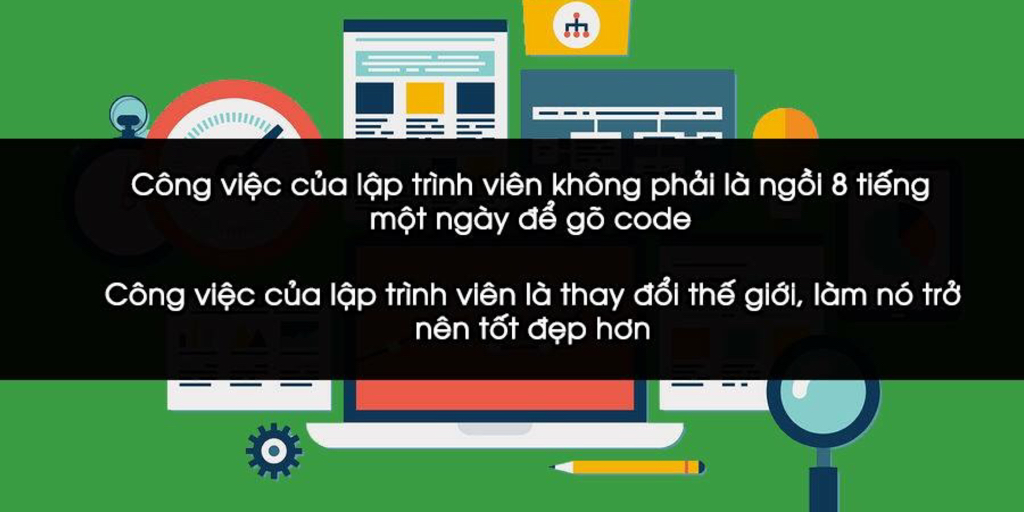 Công việc của lập trình viên không phải là ngồi 8 tiếng
một ngày để gõ code
Công việc của lập trình viên là thay đổi thế giới, làm nó trở
nên tốt đẹp hơn